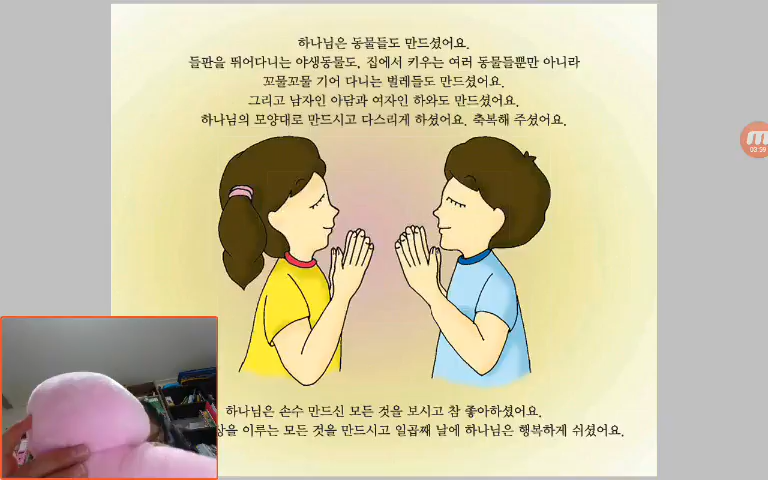 하나님은 동물들도 만드셨어요.
들판을 뛰어다니는 야생동물도, 집에서 키우는 여러 동물들뿐만 아니라
꼬물꼬물 기어 다니는 벌레들도 만드셨어요.
그리고 남자인 아담과 여자인 하와도 만드셨어요.
하나님의 모양대로 만드시고 다스리게 하셨어요. 축복해 주셨어요.
03:59
하나님은 손수 만드신 모든 것을 보시고 참 좋아하셨어요.
이루는 모든 것을 만드시고 일곱째 날에 하나님은 행복하게 쉬셨어요.